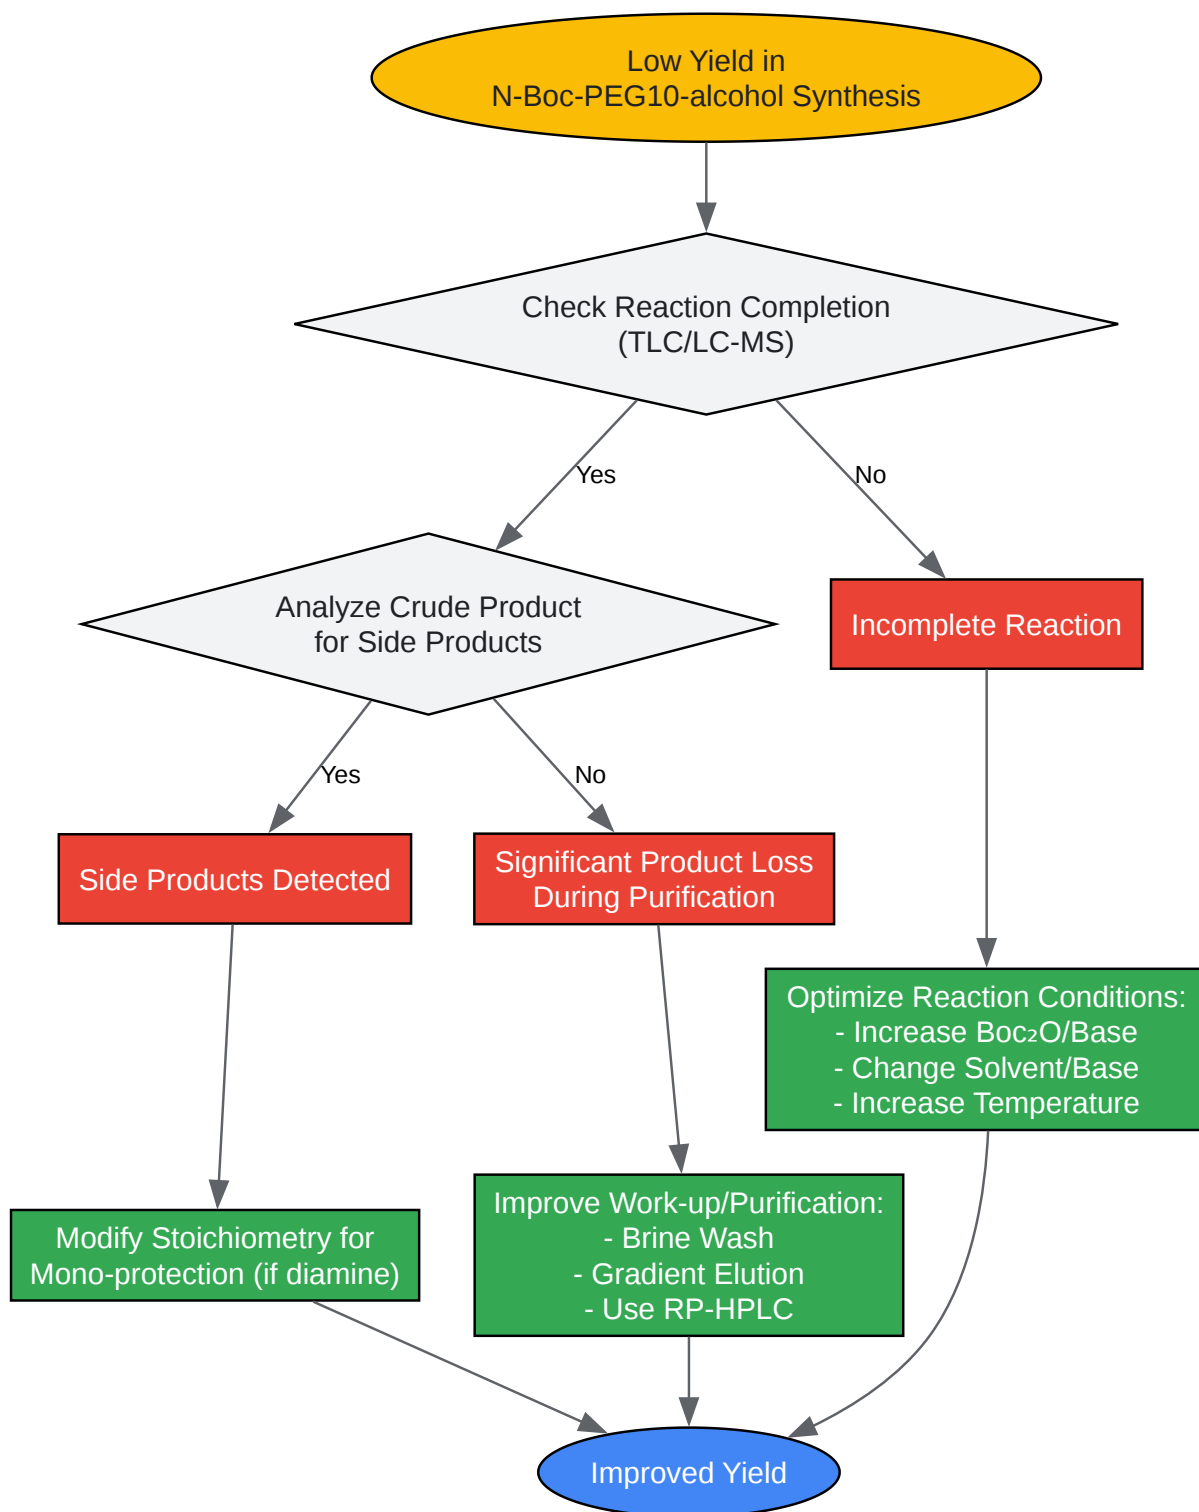 Low Yield in
N-Boc-PEG10-alcohol Synthesis
Check Reaction Completion
(TLC/LC-MS)
Yes
No
Analyze Crude Product
for Side Products
Incomplete Reaction
Yes
No
Side Products Detected
Significant Product Loss
During Purification
Optimize Reaction Conditions:
- Increase Boc₂O/Base
- Change Solvent/Base
- Increase Temperature
Modify Stoichiometry for
Mono-protection (if diamine)
Improve Work-up/Purification:
- Brine Wash
- Gradient Elution
- Use RP-HPLC
Improved Yield